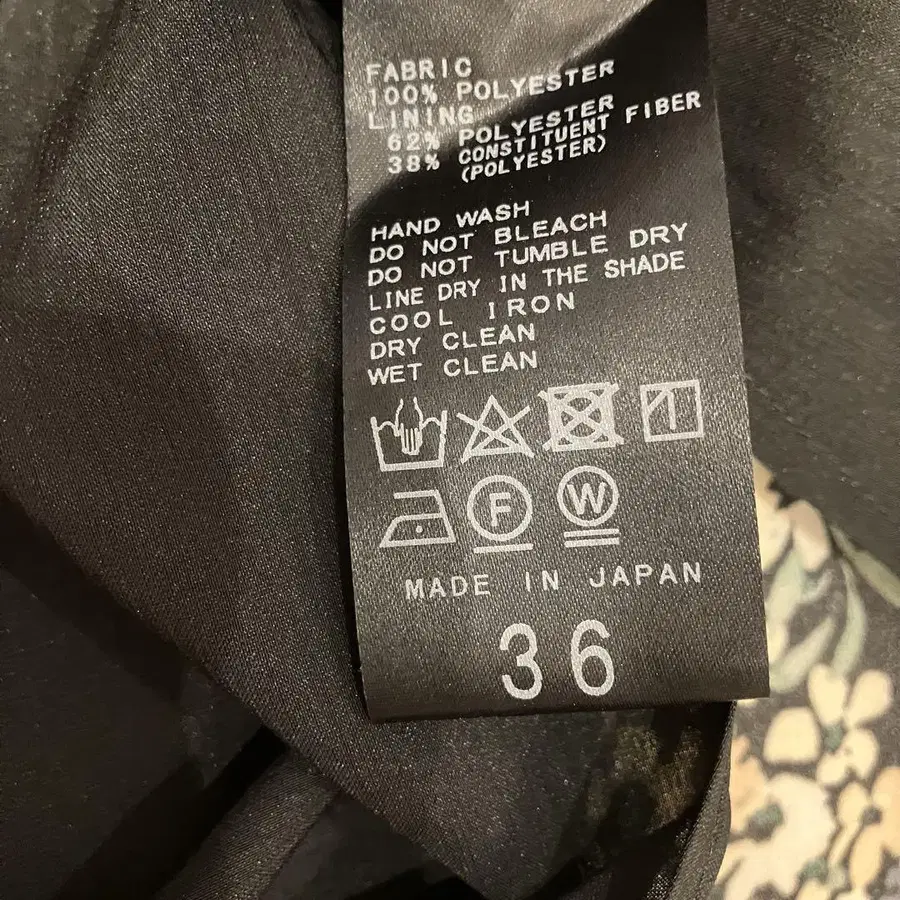 FABRIC
100% POLYESTER
LINING
62% POLYESTER
38% CONSTITUENT FIBER
(POLYESTER)
HAND WASH
DO NOT BLEACH
DO NOT TUMBLE DRY
LINE DRY IN THE SHADE
COOL IRON
DRY CLEAN
WET CLEAN
F W
MADE IN JAPAN
36